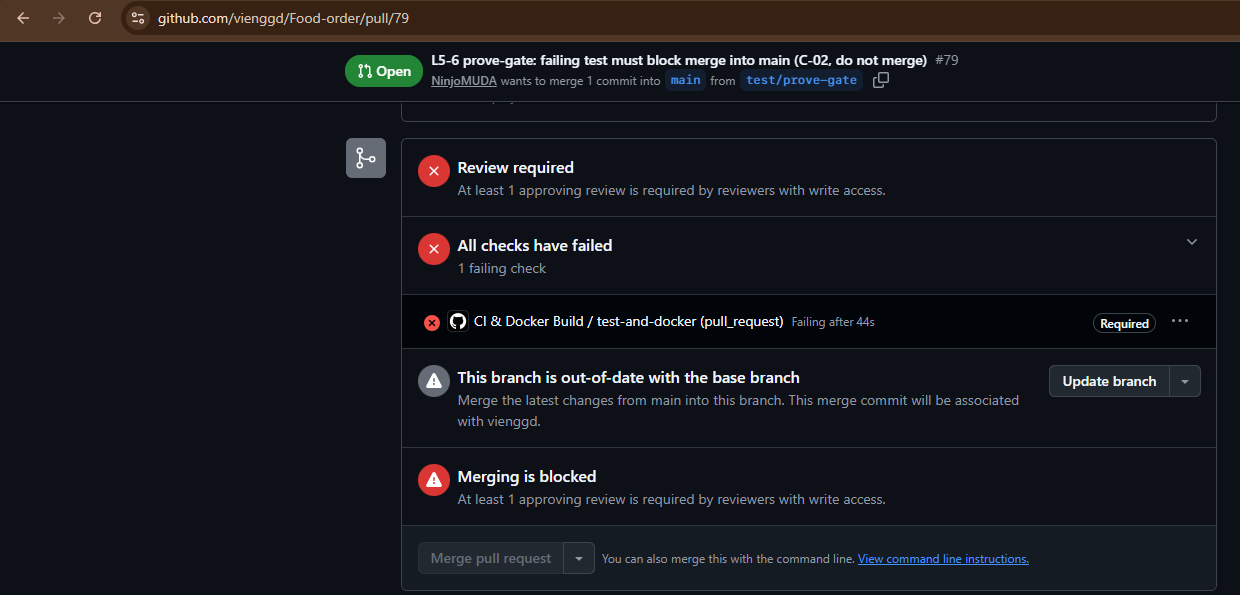 github.com/vienggd/Food-order/pull/79
Open
L5-6 prove-gate: failing test must block merge into main (C-02, do not merge) #79
NinjoMUDA wants to merge 1 commit into main from test/prove-gate
Review required
At least 1 approving review is required by reviewers with write access.
All checks have failed
1 failing check
CI & Docker Build / test-and-docker (pull_request) Failing after 44s Required
This branch is out-of-date with the base branch
Update branch
Merge the latest changes from main into this branch. This merge commit will be associated
with vienggd.
Merging is blocked
At least 1 approving review is required by reviewers with write access.
Merge pull request You can also merge this with the command line. View command line instructions.